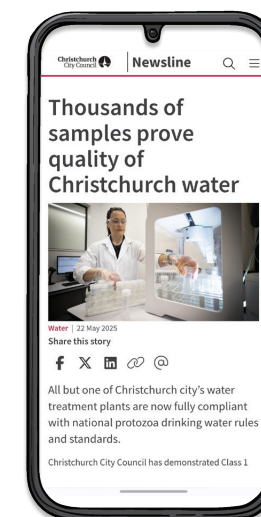 Christchurch
City Council
Newsline
Thousands of
samples prove
quality of
Christchurch water
Water | 22 May 2025
Share this story
All but one of Christchurch city's water
treatment plants are now fully compliant
with national protozoa drinking water rules
and standards.
Christchurch City Council has demonstrated Class 1